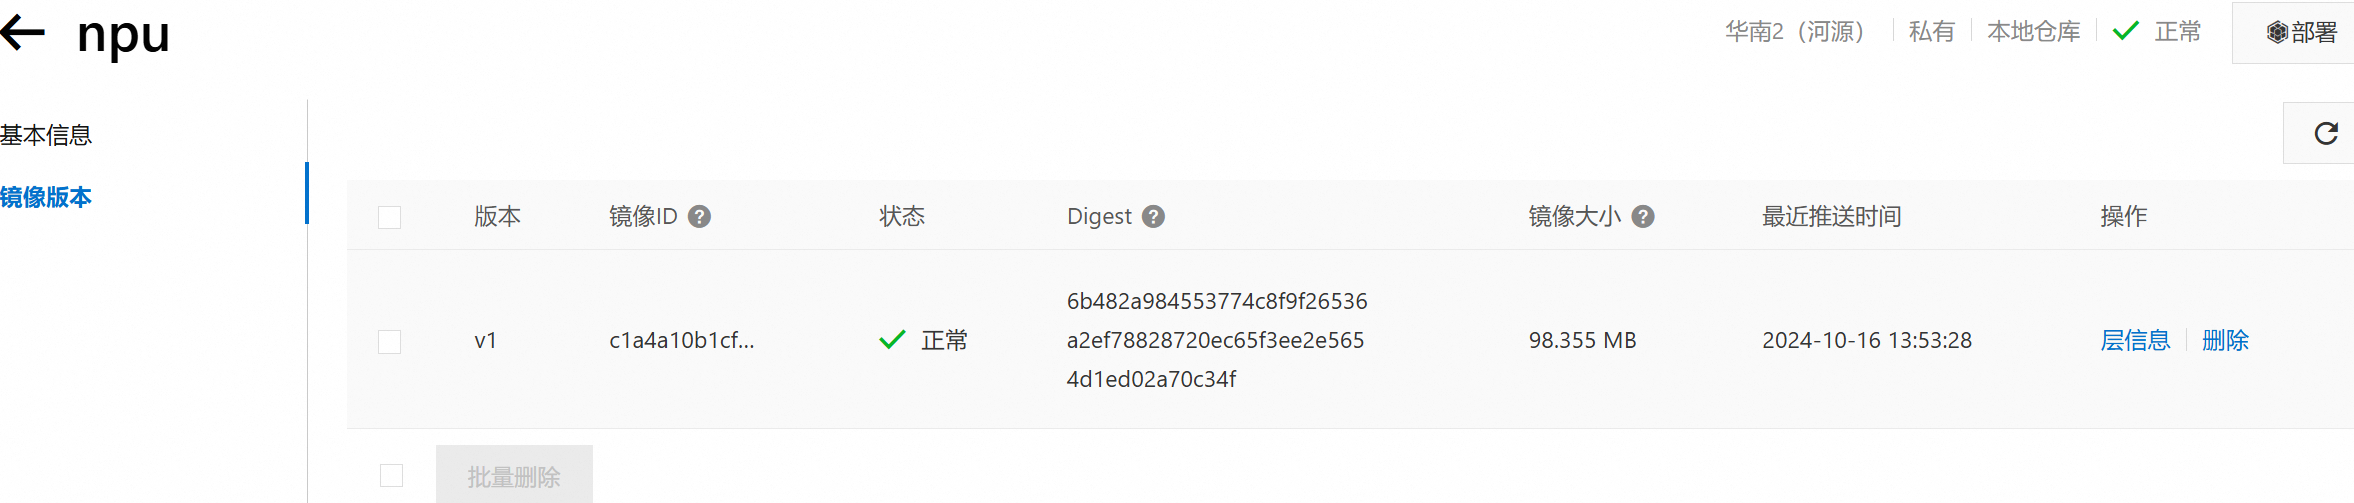 npu
华南2（河源）
私有
本地仓库
正常
部署
基本信息
镜像版本
版本
镜像ID
状态
Digest
镜像大小
最近推送时间
操作
v1
c1a4a10b1cf...
正常
6b482a984553774c8f9f26536
a2ef78828720ec65f3ee2e565
4d1ed02a70c34f
98.355 MB
2024-10-16 13:53:28
层信息
删除
批量删除